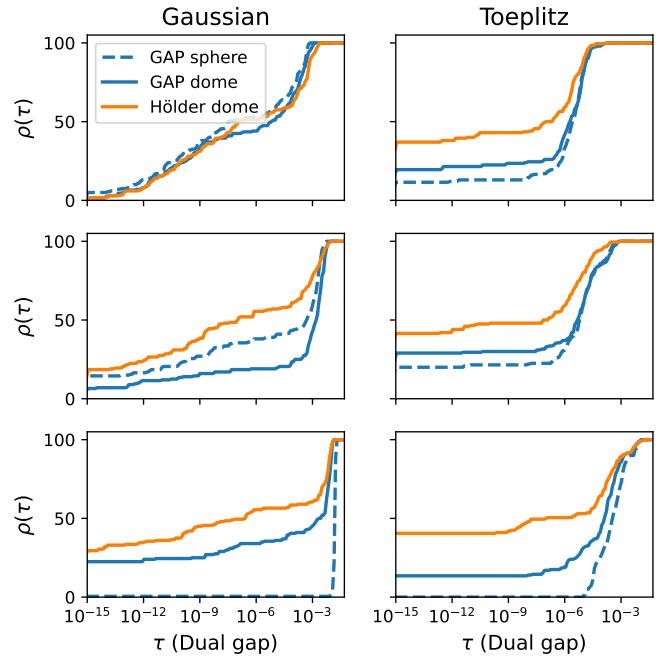 Gaussian Toeplitz
100
50
0
ρ(τ)
GAP sphere
GAP dome
Hölder dome
100
50
0
ρ(τ)
100
50
0
ρ(τ)
10⁻¹⁵ 10⁻¹² 10⁻⁹ 10⁻⁶ 10⁻³
10⁻¹⁵ 10⁻¹² 10⁻⁹ 10⁻⁶ 10⁻³
τ (Dual gap) τ (Dual gap)